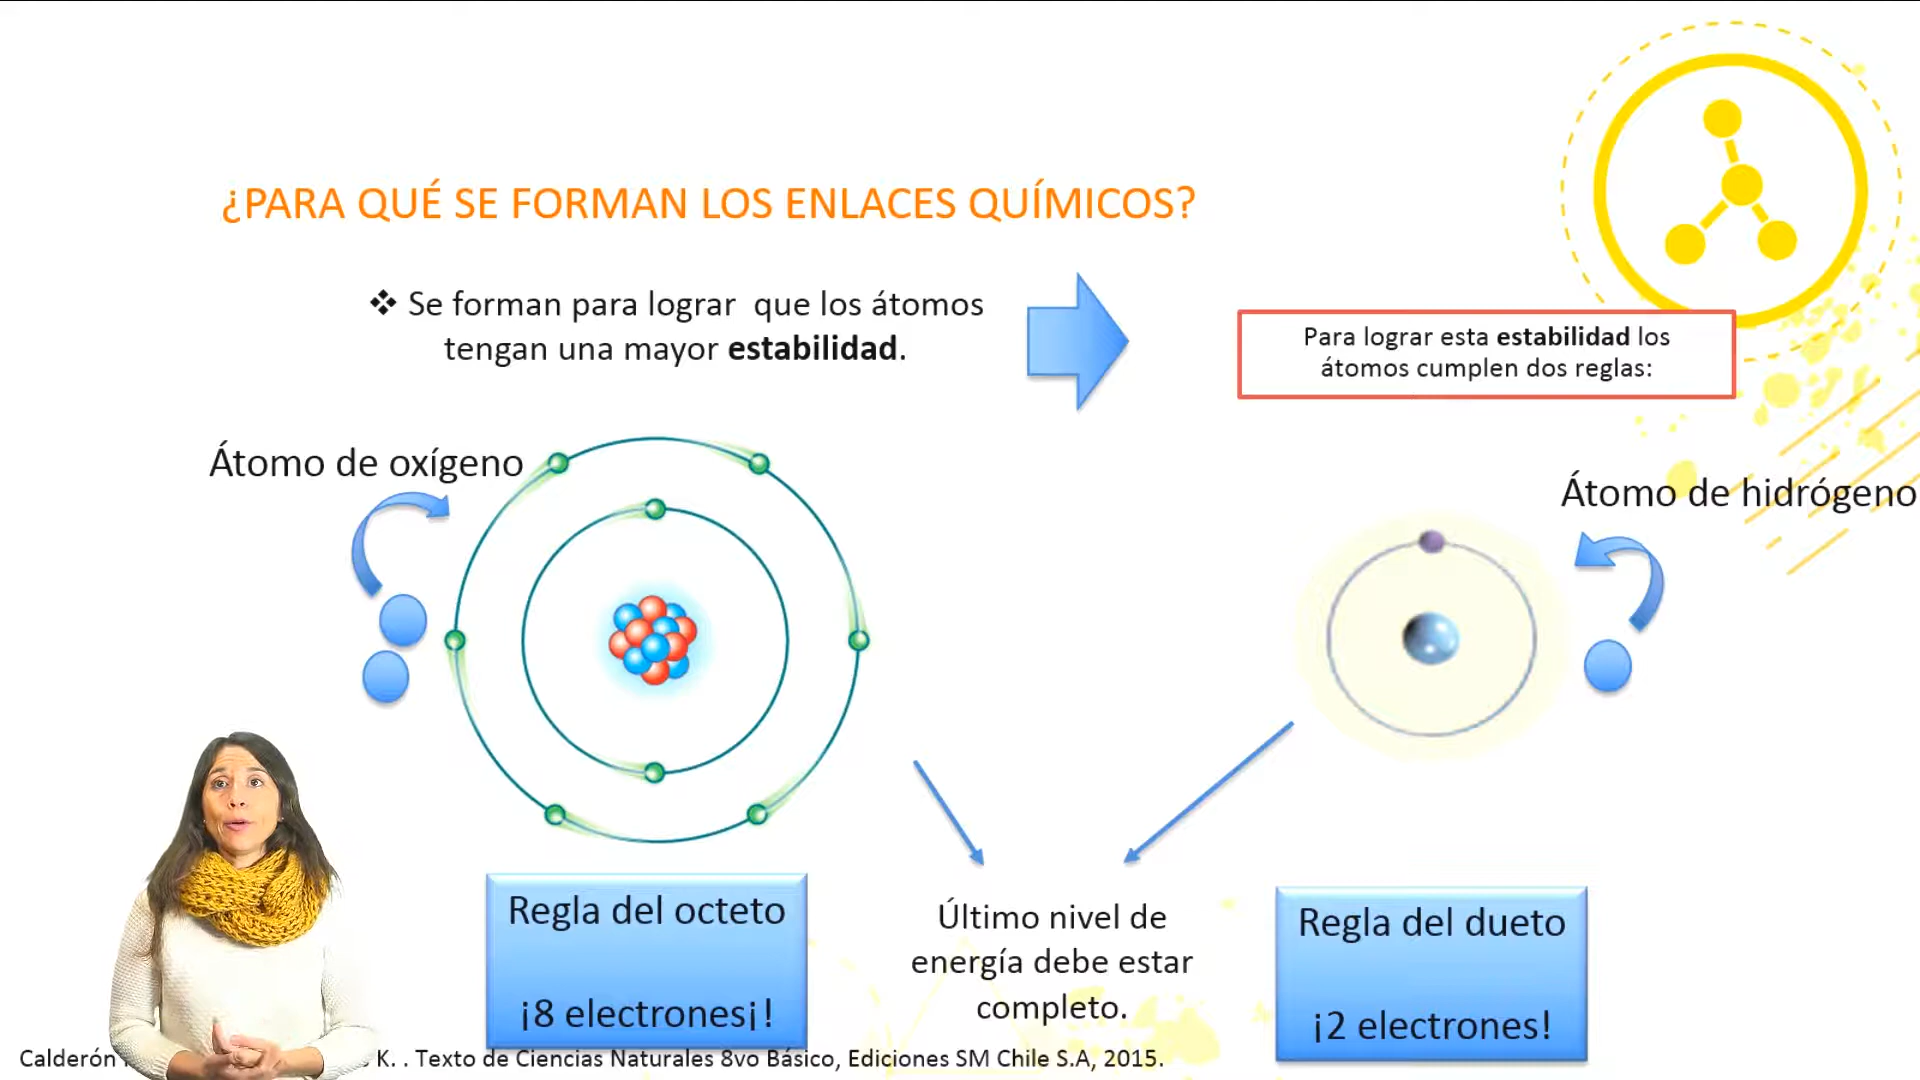 ¿PARA QUÉ SE FORMAN LOS ENLACES QUÍMICOS?
❖ Se forman para lograr que los átomos
tengan una mayor estabilidad.
Para lograr esta estabilidad los
átomos cumplen dos reglas:
Átomo de oxígeno
Átomo de hidrógeno
Regla del octeto
¡8 electrones¡!
Último nivel de
energía debe estar
completo.
Regla del dueto
¡2 electrones!
Calderón K. . Texto de Ciencias Naturales 8vo Básico, Ediciones SM Chile S.A, 2015.